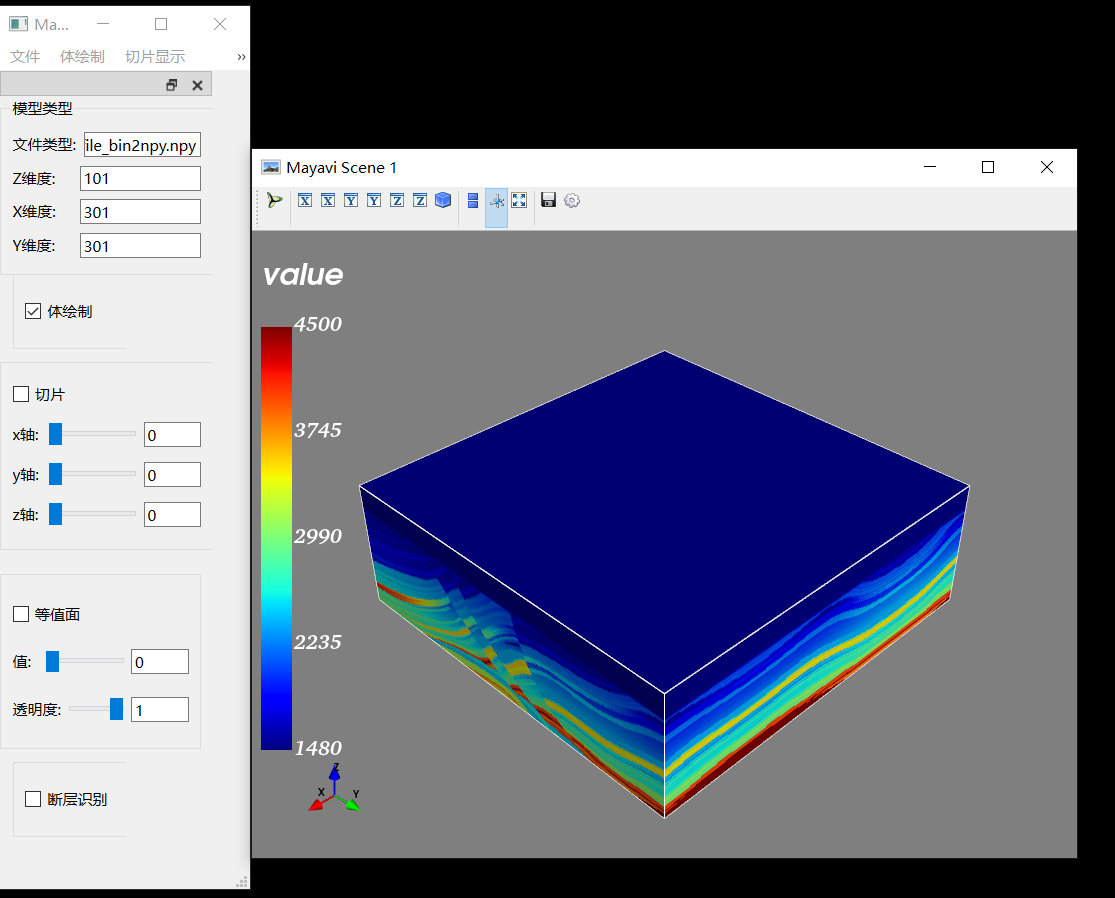 Ma...
文件 体绘制 切片显示 »
模型类型
文件类型: ile_bin2npy.npy
Z维度: 101
X维度: 301
Y维度: 301
体绘制
切片
x轴: 0
y轴: 0
z轴: 0
等值面
值: 0
透明度: 1
断层识别
Mayavi Scene 1
X X Y Y Z Z
value
4500
3745
2990
2235
1480
Z
X Y